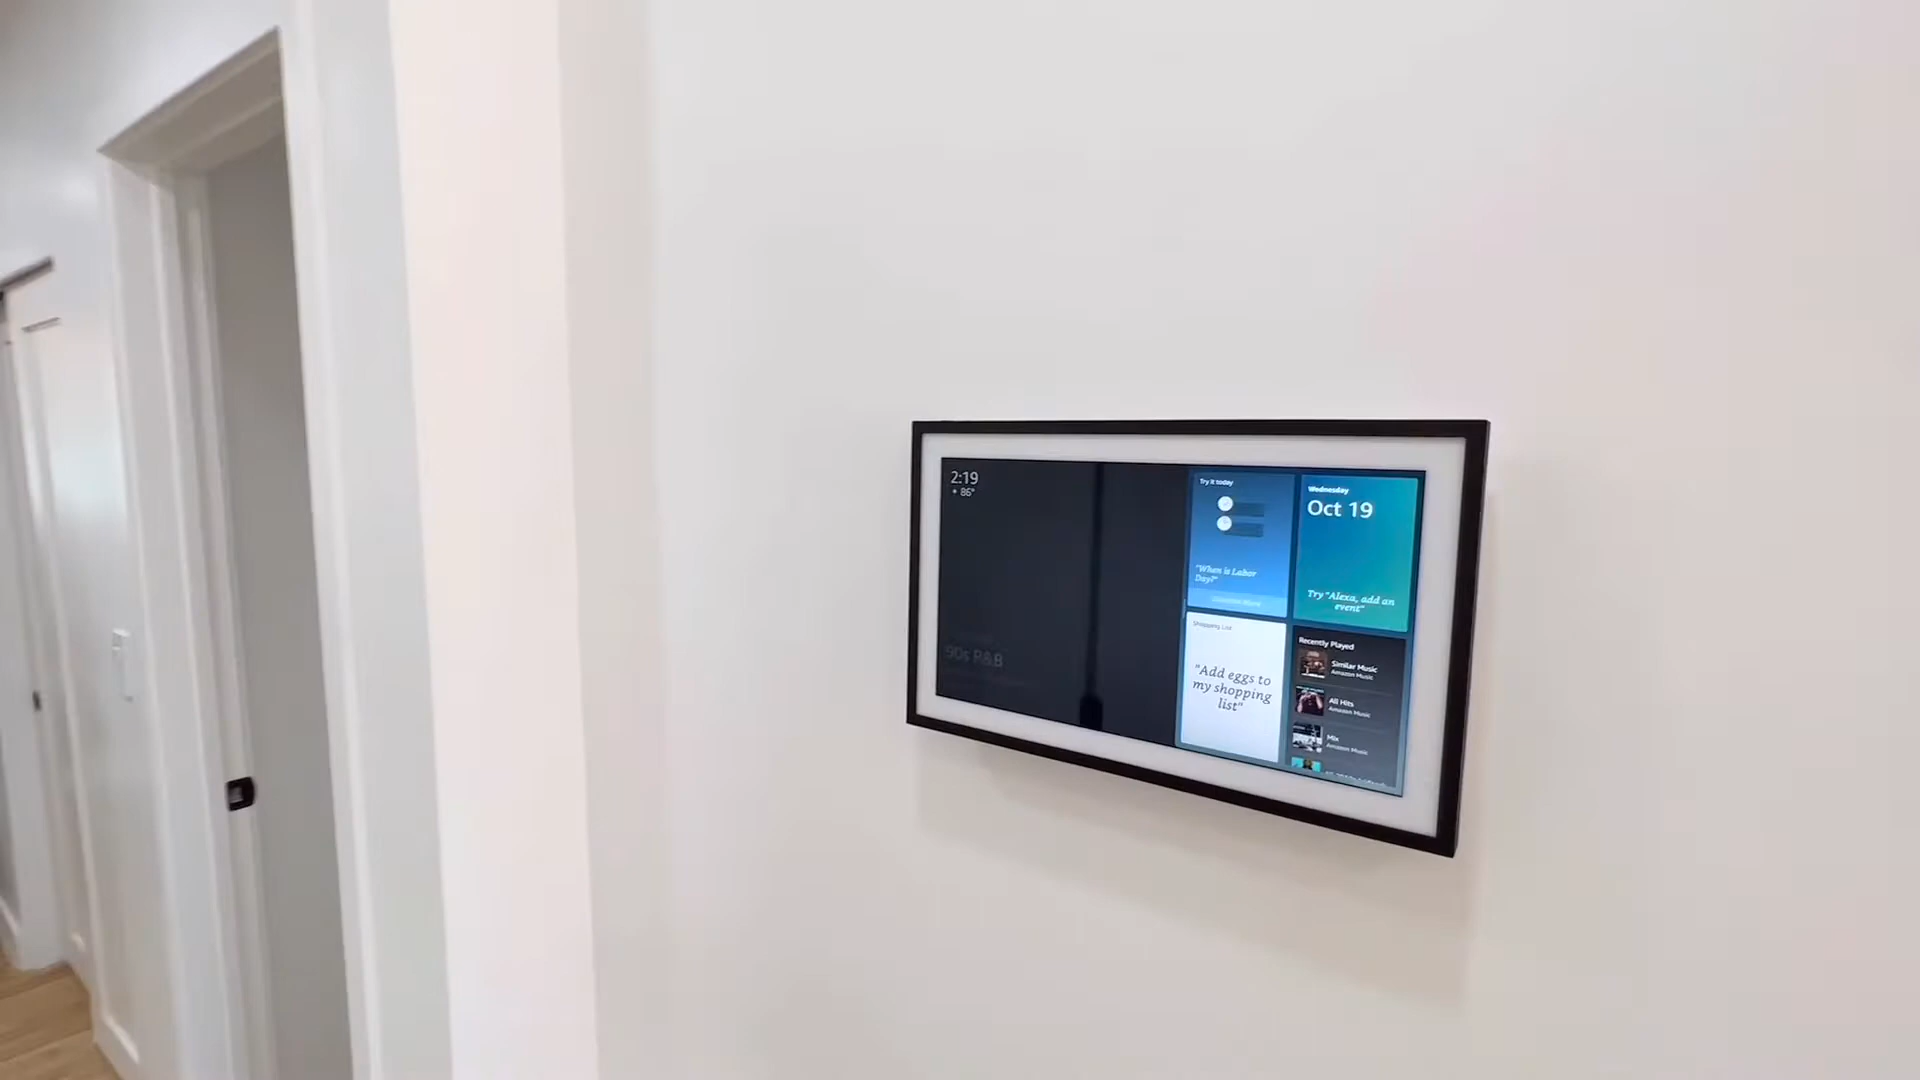 2:19
86°
90s R&B
Try it today
"When is Labor
Day?"
Wednesday
Oct 19
Try "Alexa, add an
event"
Shopping List
"Add eggs to
my shopping
list"
Recently Played
Similar Music
Amazon Music
All Hits
Amazon Music
Mix
Amazon Music